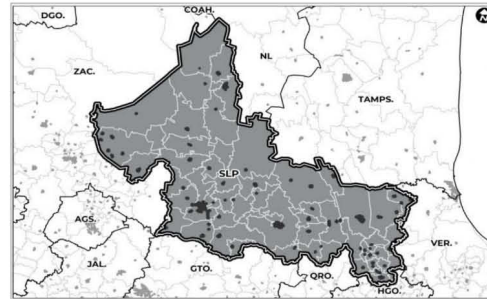 DGO.
COAH.
NL
ZAC.
TAMPS.
SLP
AGS.
VER.
JAL.
GTO.
QRO.
HGO.